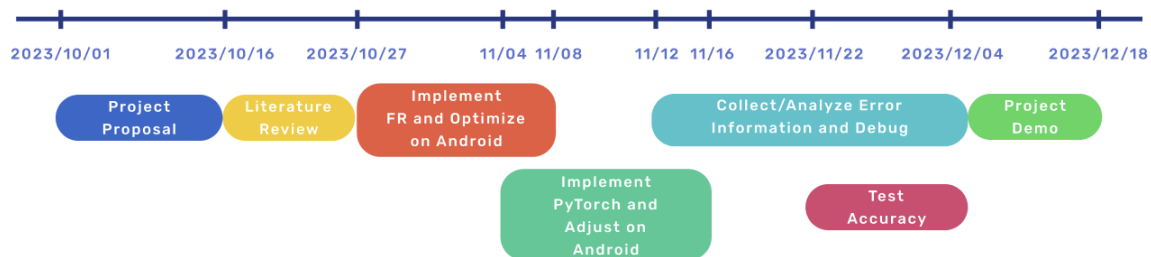 2023/10/01 2023/10/16 2023/10/27 11/04 11/08 11/12 11/16 2023/11/22 2023/12/04 2023/12/18
Project
Proposal
Literature
Review
Implement
FR and Optimize
on Android
Collect/Analyze Error
Information and Debug
Project
Demo
Implement
PyTorch and
Adjust on
Android
Test
Accuracy